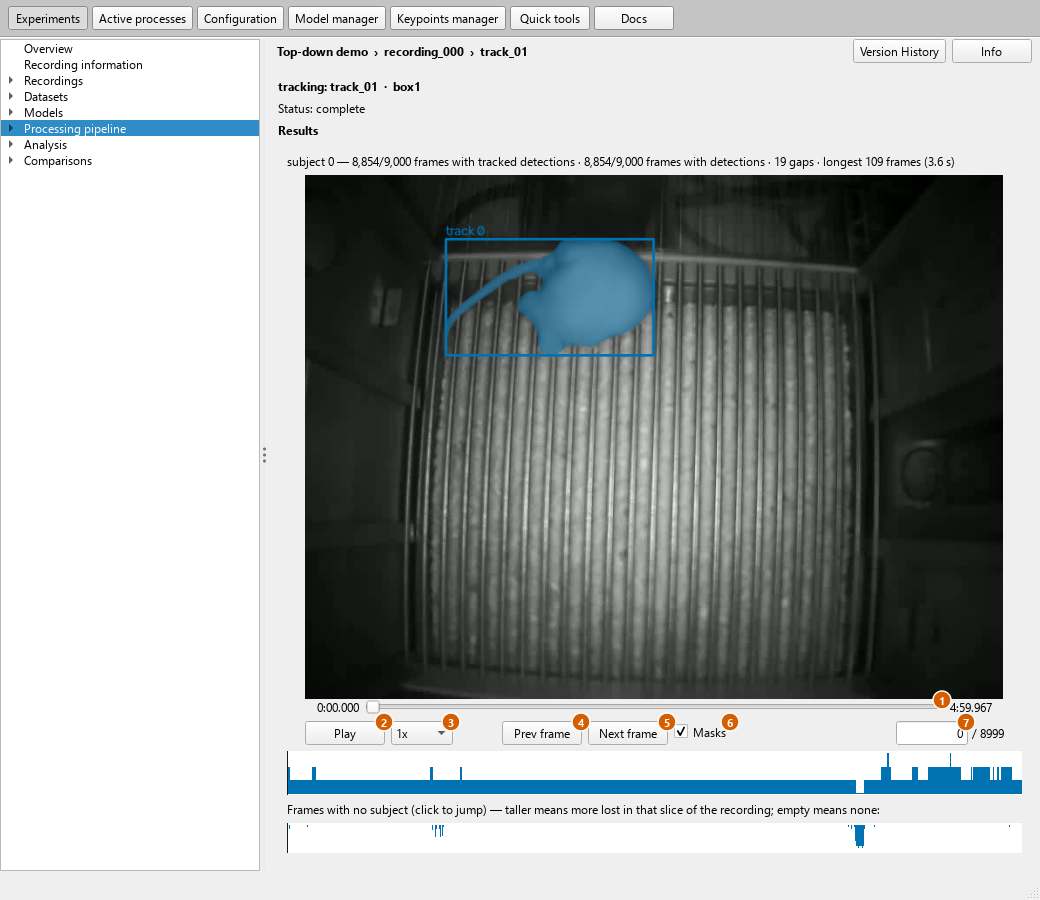 Experiments Active processes Configuration Model manager Keypoints manager Quick tools Docs
Overview
Recording information
Recordings
Datasets
Models
Processing pipeline
Analysis
Comparisons
Top-down demo › recording_000 › track_01
Version History Info
tracking: track_01 · box1
Status: complete
Results
subject 0 — 8,854/9,000 frames with tracked detections · 8,854/9,000 frames with detections · 19 gaps · longest 109 frames (3.6 s)
track 0
0:00.000 1 4:59.967
Play 2 1x 3 Prev frame 4 Next frame 5 Masks 6 0 7 / 8999
Frames with no subject (click to jump) — taller means more lost in that slice of the recording; empty means none: